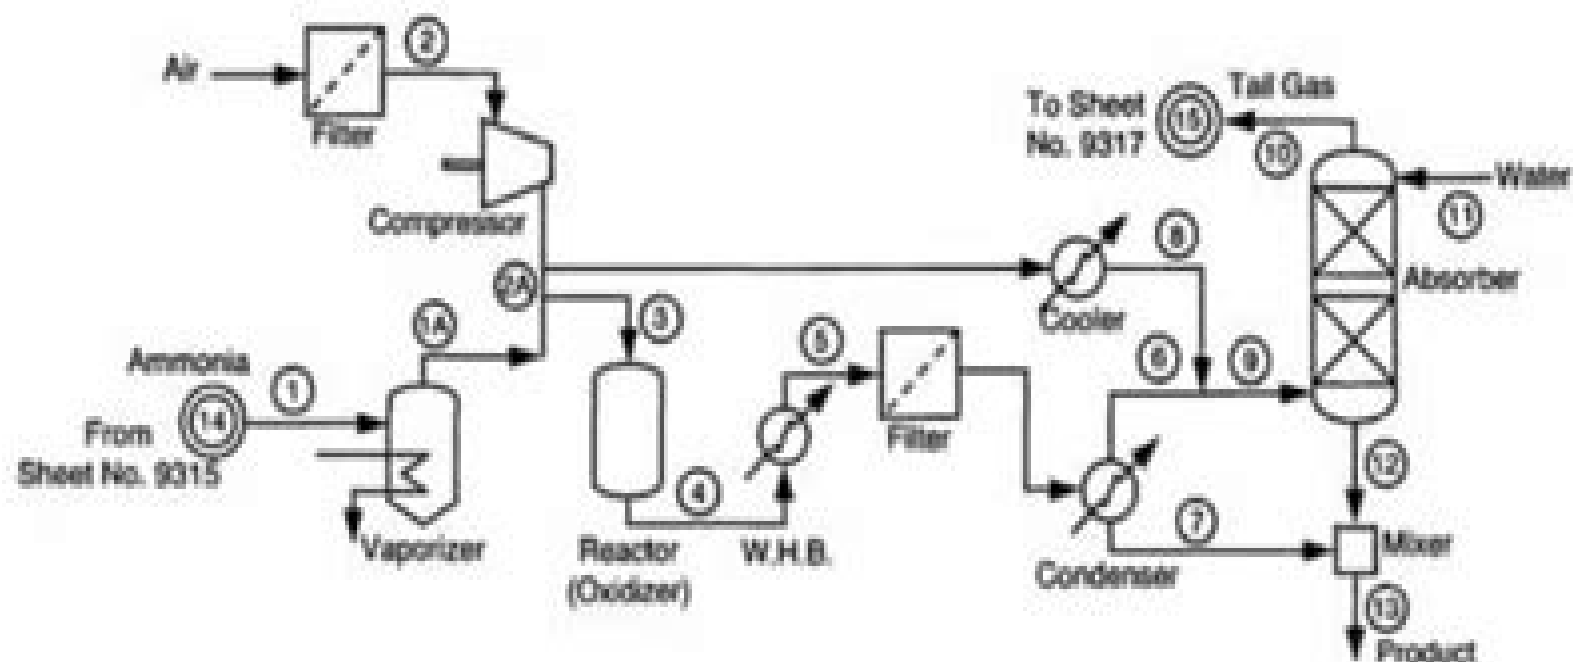 Air
2
Filter
Compressor
2A
1A
Ammonia
1
14
From
Sheet No. 9315
Vaporizer
3
Reactor
(Oxidizer)
4
W.H.B.
5
Filter
Cooler
8
6
9
Condenser
7
To Sheet
No. 9317
15
Tail Gas
10
Water
11
Absorber
12
Mixer
13
Product